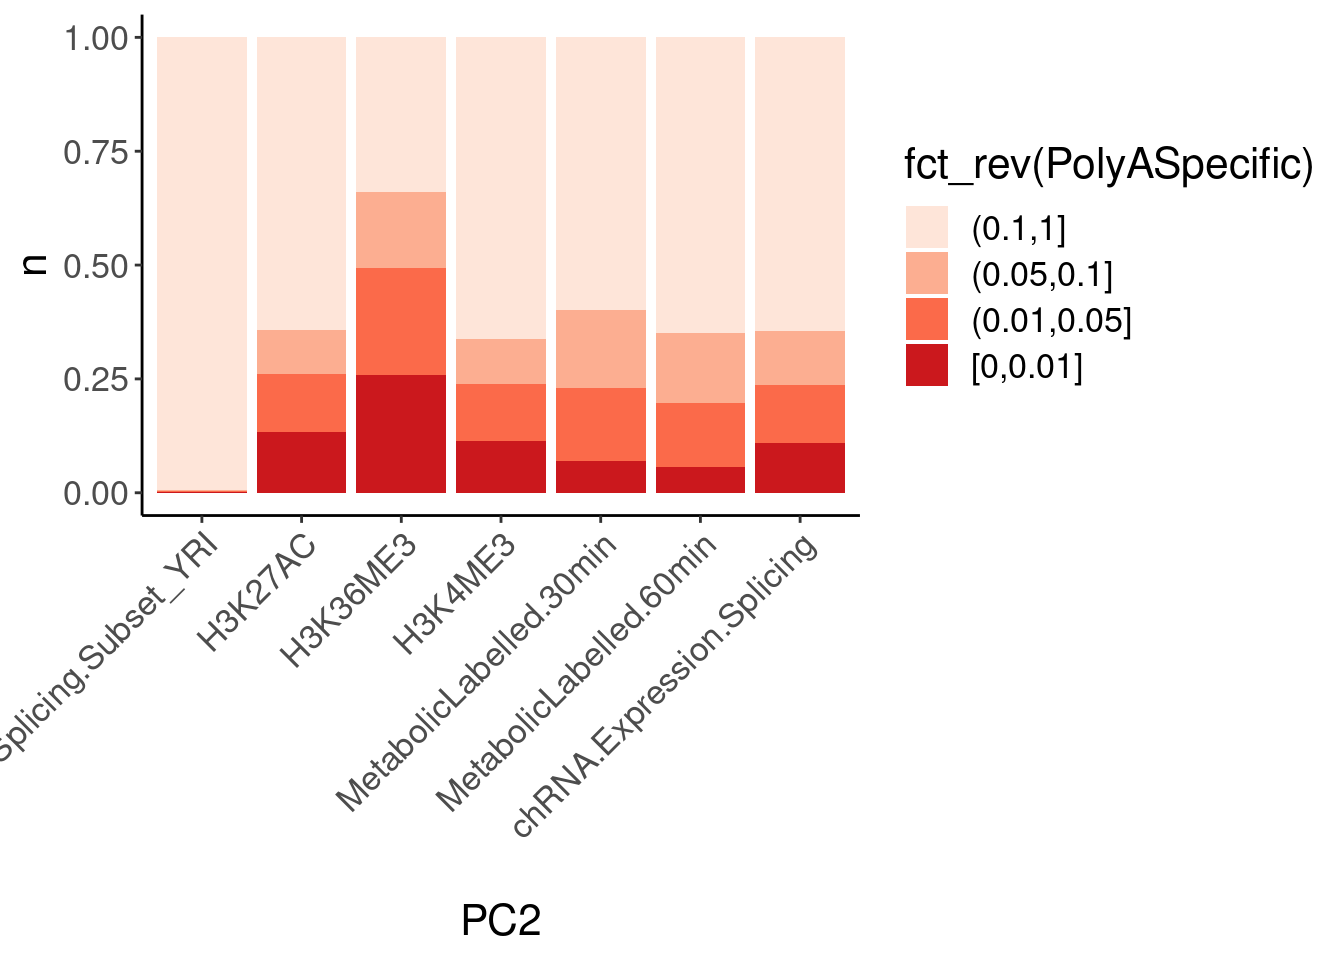 1.00
0.75
0.50
0.25
0.00
n
Splicing.Subset_YRI
H3K27AC
H3K36ME3
H3K4ME3
MetabolicLabelled.30min
MetabolicLabelled.60min
chRNA.Expression.Splicing
PC2
fct_rev(PolyASpecific)
(0.1,1]
(0.05,0.1]
(0.01,0.05]
[0,0.01]